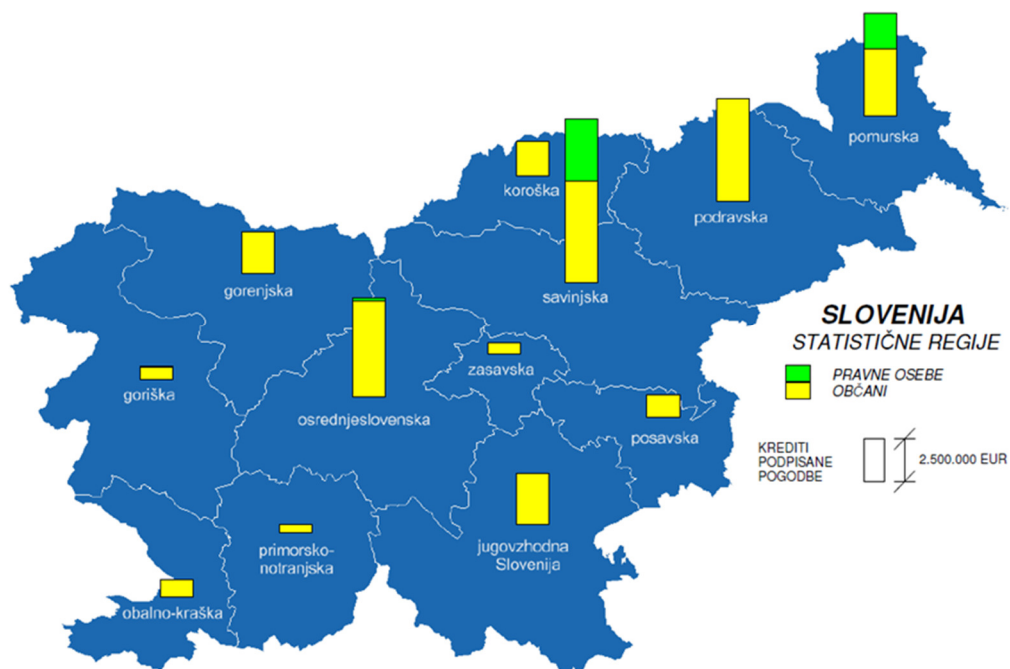 pomurska
koroška
podravska
gorenjska
savinjska
SLOVENIJA
STATISTIČNE REGIJE
zasavska
goriška
PRAVNE OSEBE
OBČANI
osrednjeslovenska
posavska
KREDITI
PODPISANE
POGODBE
2.500.000 EUR
primorsko-
notranjska
jugovzhodna
Slovenija
obalno-kraška